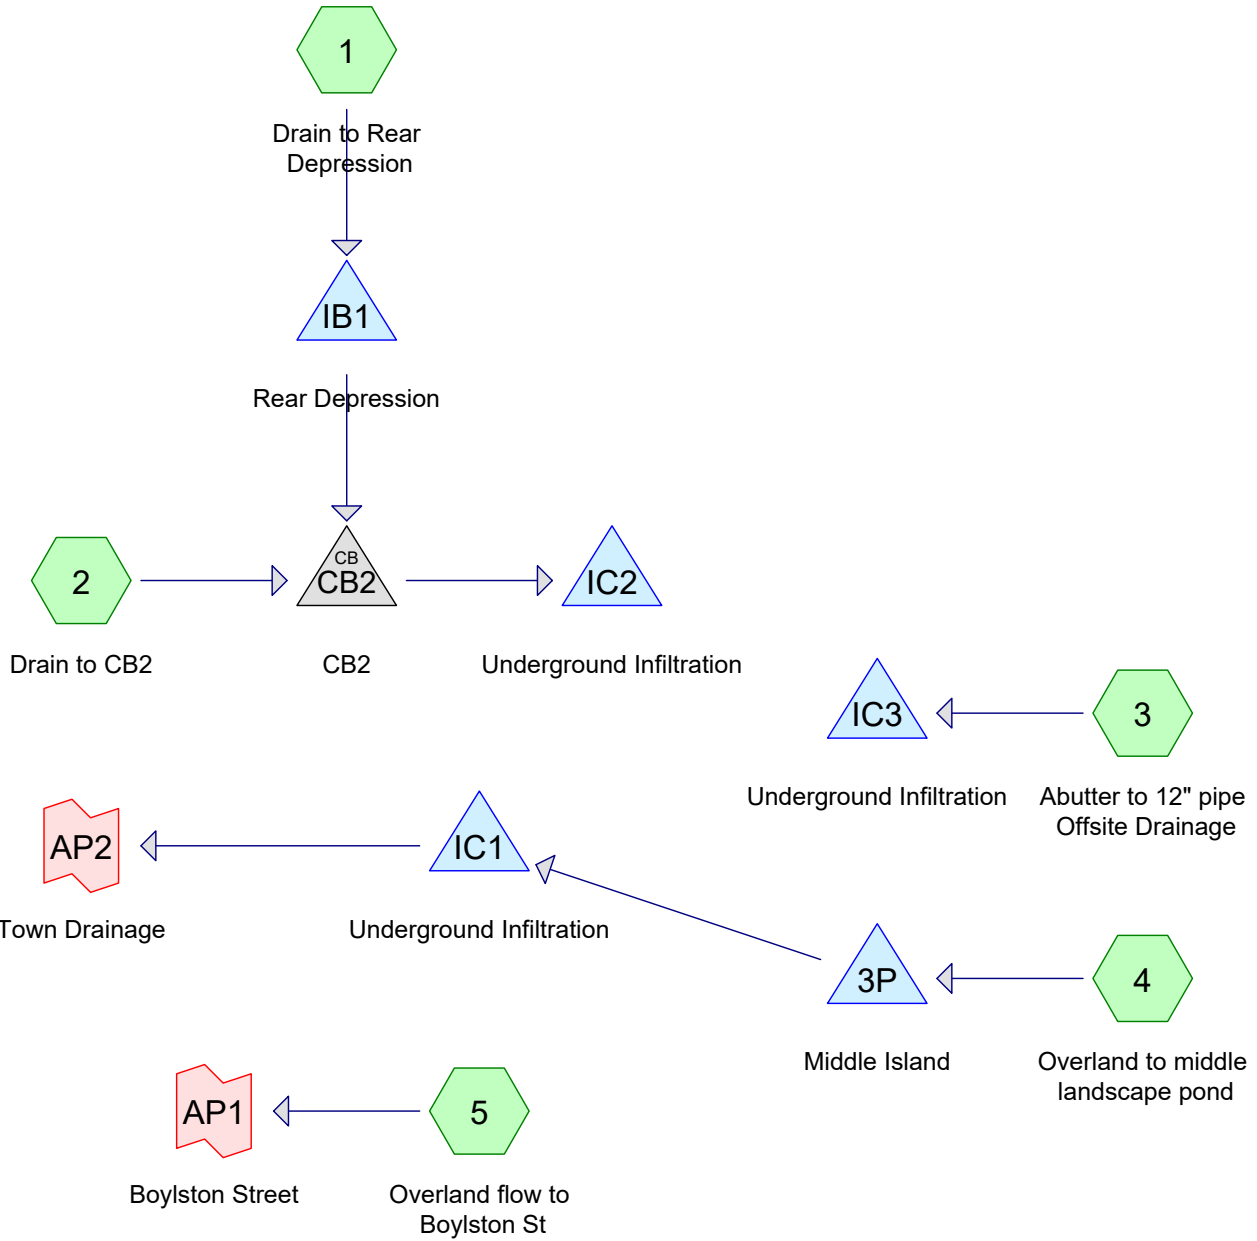 1
Drain to Rear
Depression
IB1
Rear Depression
2
Drain to CB2
CB
CB2
CB2
IC2
Underground Infiltration
IC3
Underground Infiltration
3
Abutter to 12" pipe
Offsite Drainage
AP2
Town Drainage
IC1
Underground Infiltration
3P
Middle Island
4
Overland to middle
landscape pond
AP1
Boylston Street
5
Overland flow to
Boylston St